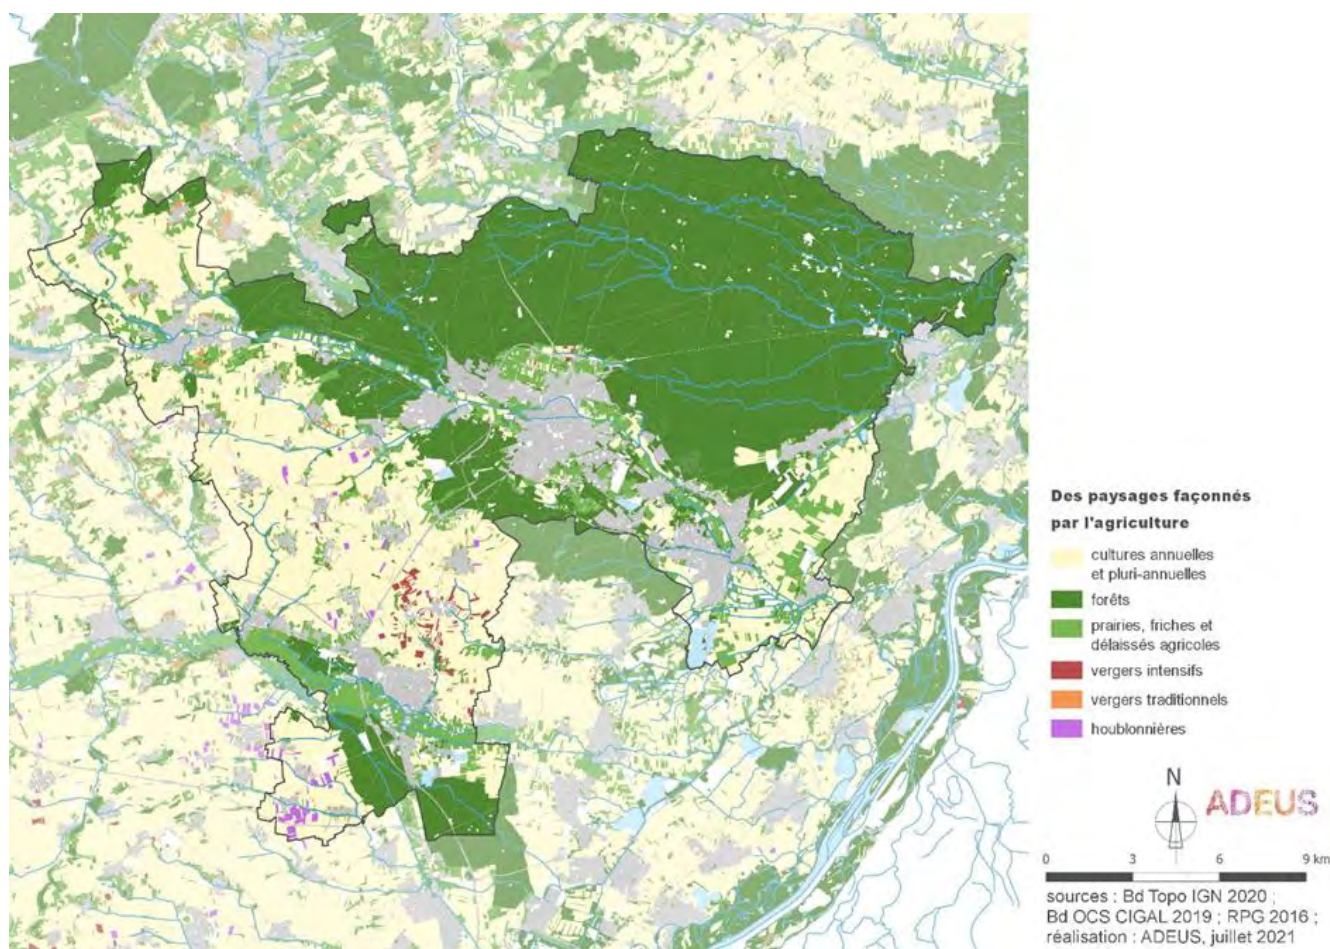 Des paysages façonnés
par l'agriculture
cultures annuelles
et pluri-annuelles
forêts
prairies, friches et
délaissés agricoles
vergers intensifs
vergers traditionnels
houblonnières
N
ADEUS
0 3 6 9 km
sources : Bd Topo IGN 2020 ;
Bd OCS CIGAL 2019 ; RPG 2016 ;
réalisation : ADEUS, juillet 2021